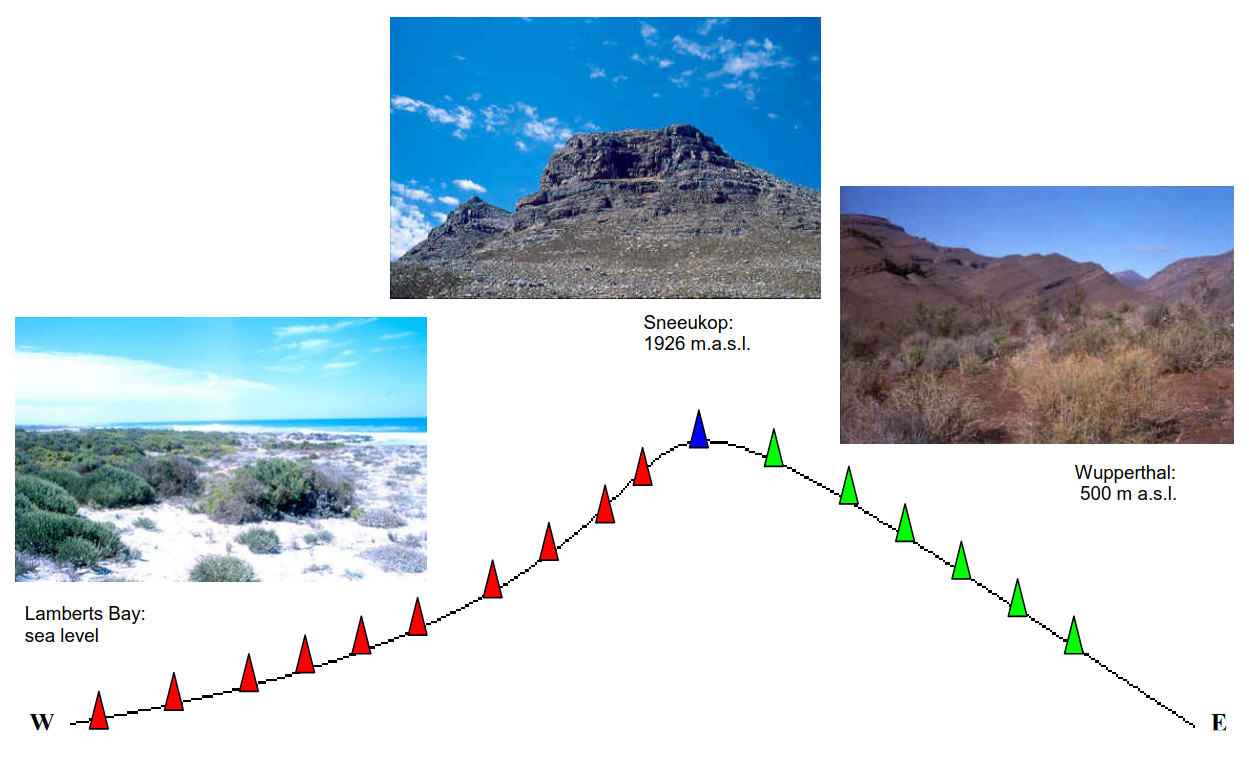 Sneeukop:
1926 m.a.s.l.
Wupperthal:
500 m a.s.l.
Lamberts Bay:
sea level
W
E